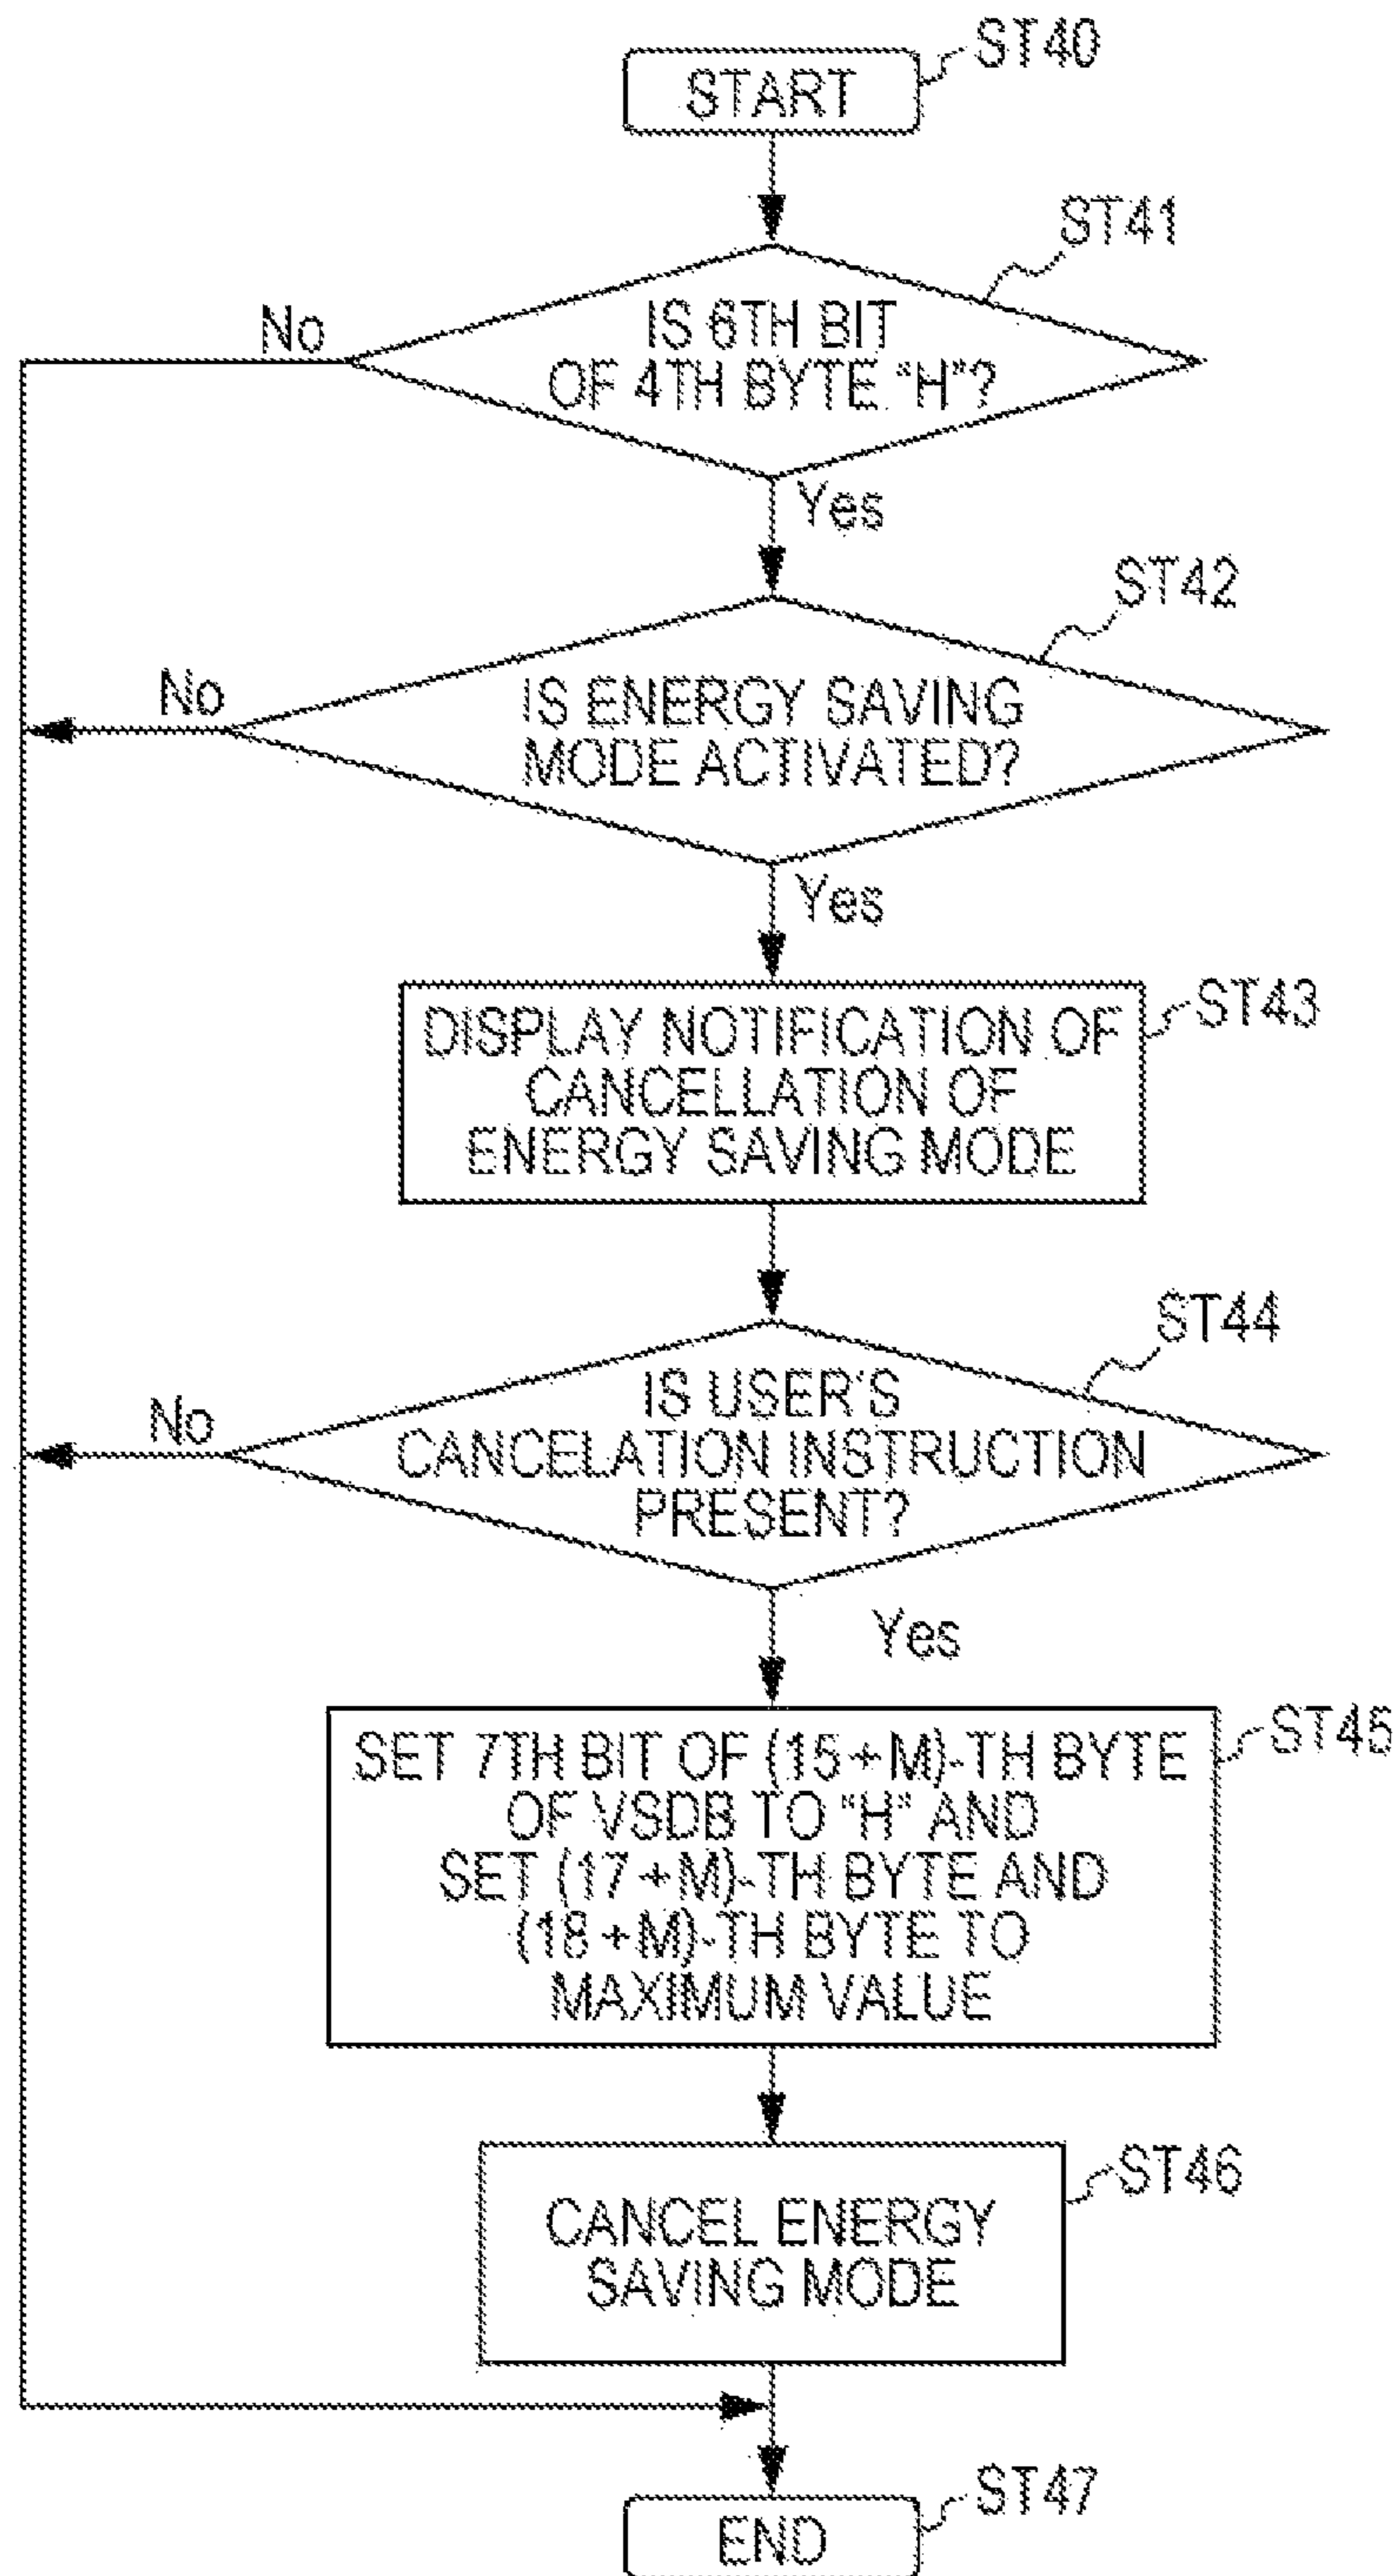 START
ST40
ST41
IS 6TH BIT
OF 4TH BYTE "H"?
No
Yes
ST42
IS ENERGY SAVING
MODE ACTIVATED?
No
Yes
ST43
DISPLAY NOTIFICATION OF
CANCELLATION OF
ENERGY SAVING MODE
ST44
IS USER'S
CANCELATION INSTRUCTION
PRESENT?
No
Yes
ST45
SET 7TH BIT OF (15+M)-TH BYTE
OF VSDB TO "H" AND
SET (17+M)-TH BYTE AND
(18+M)-TH BYTE TO
MAXIMUM VALUE
ST46
CANCEL ENERGY
SAVING MODE
ST47
END